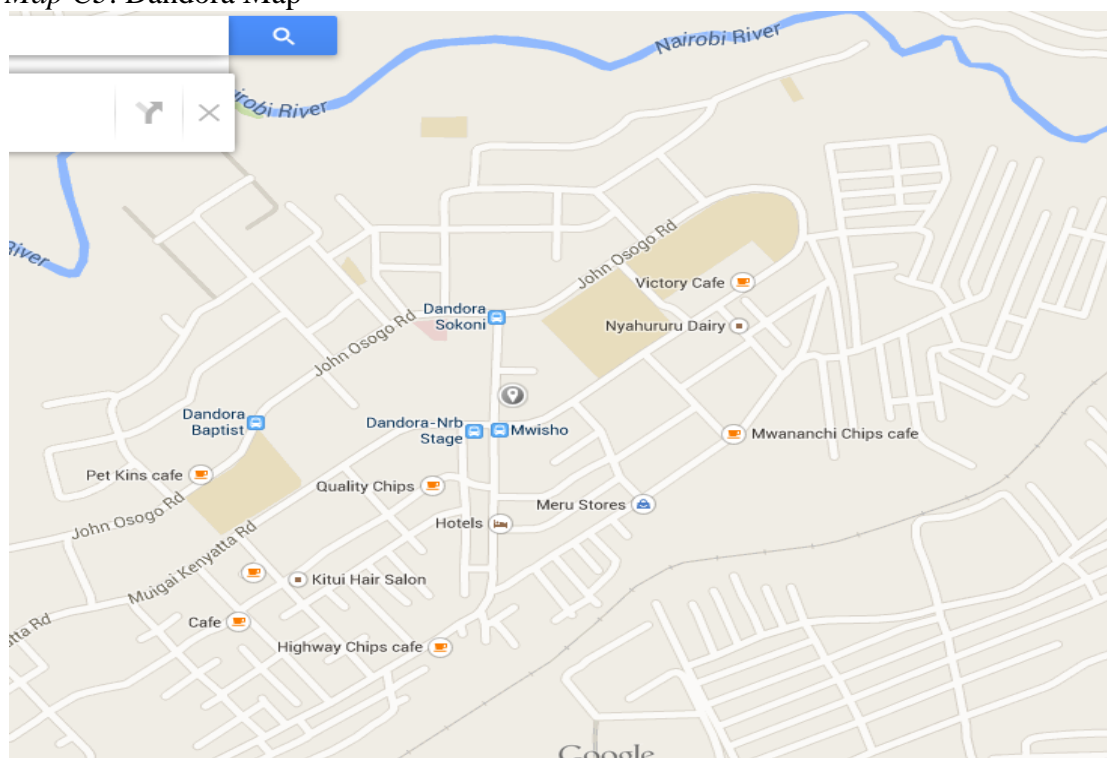 Map C3: Dandora Map
Nairobi River
River
River
John Osogo Rd
Victory Cafe
Dandora
Sokoni
Nyahururu Dairy
John Osogo Rd
Dandora
Baptist
Dandora-Nrb
Stage
Mwisho
Mwananchi Chips cafe
Pet Kins cafe
Quality Chips
Meru Stores
John Osogo Rd
Hotels
Muigai Kenyatta Rd
Kitui Hair Salon
Cafe
Rd
Highway Chips cafe
Google